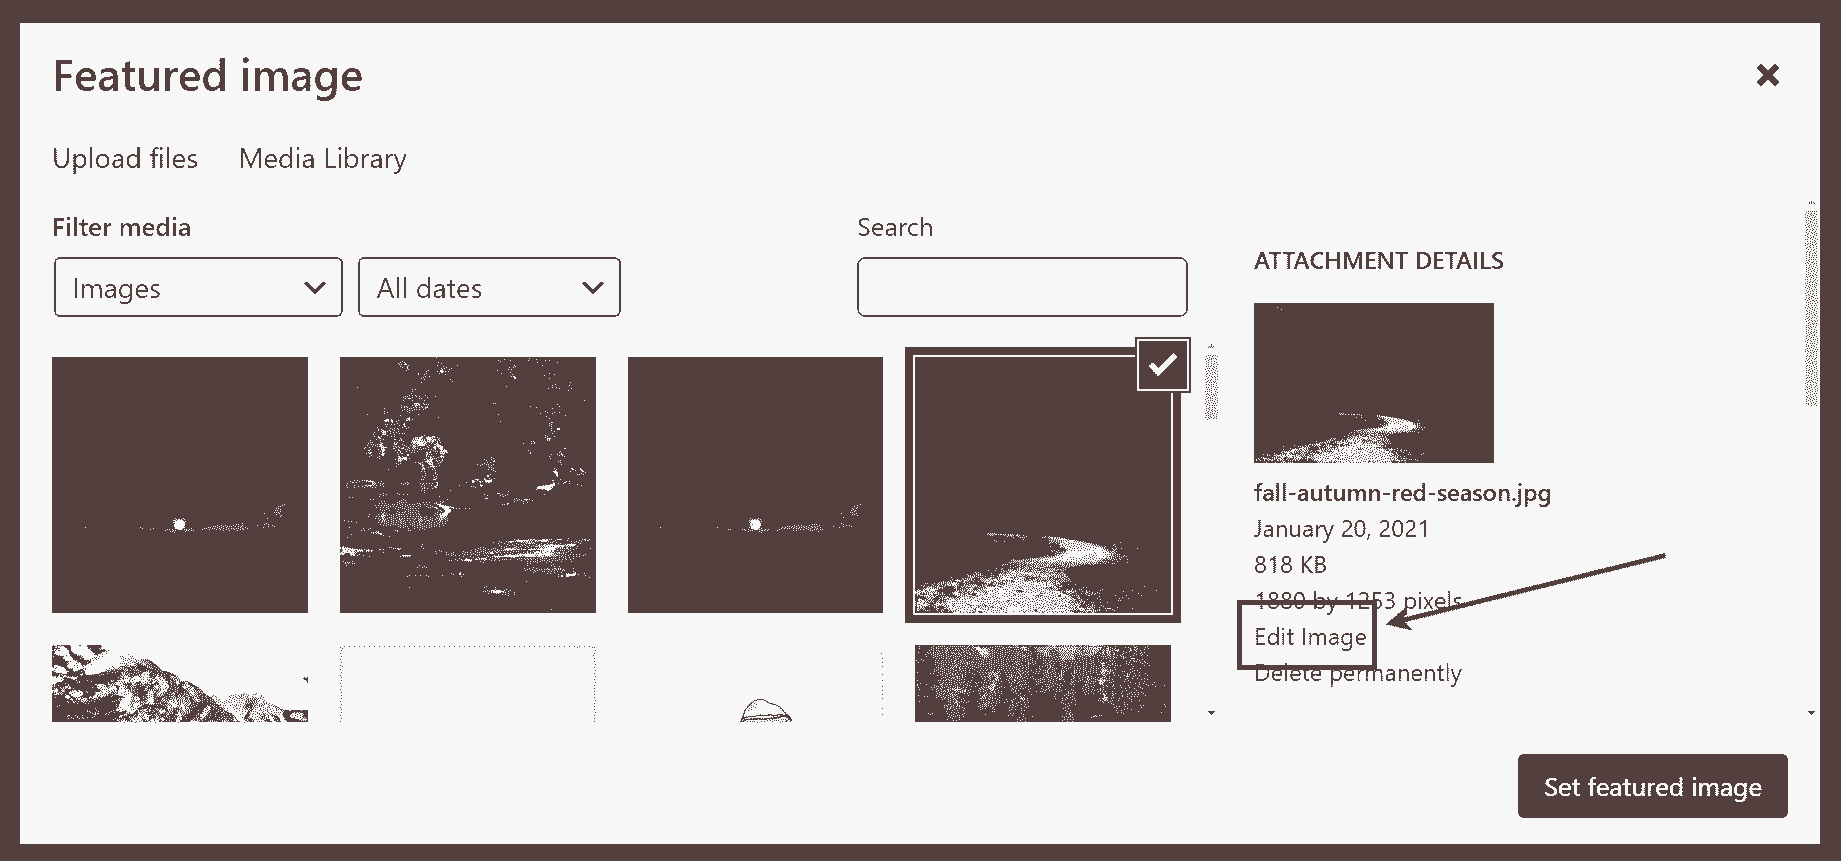 Featured image
Upload files Media Library
Filter media
Search
Images
All dates
ATTACHMENT DETAILS
fall-autumn-red-season.jpg
January 20, 2021
818 KB
1880 by 1253 pixels
Edit Image
Delete permanently
Set featured image